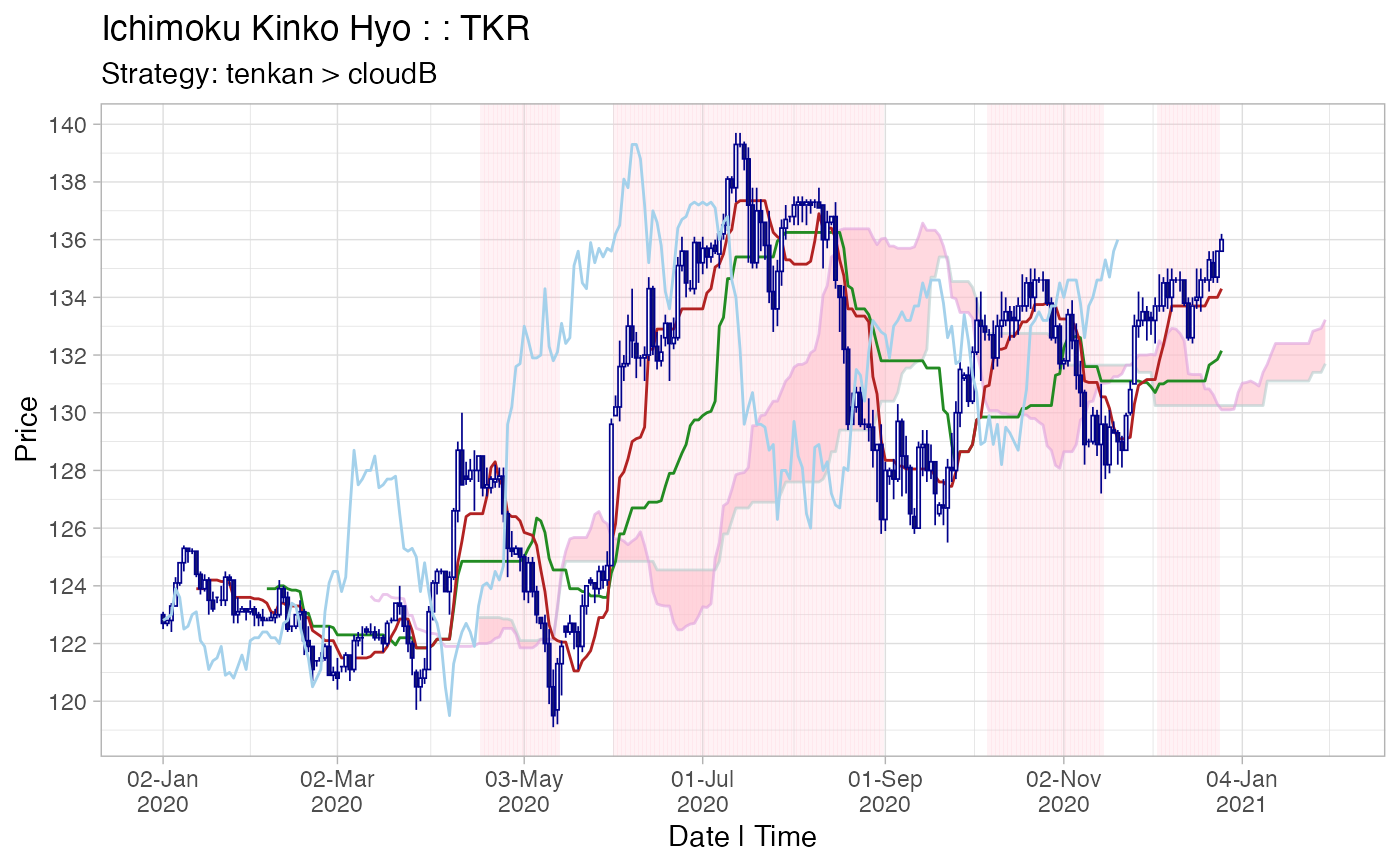 Ichimoku Kinko Hyo : : TKR
Strategy: tenkan > cloudB
Price
140
138
136
134
132
130
128
126
124
122
120
02-Jan
2020
02-Mar
2020
03-May
2020
01-Jul
2020
01-Sep
2020
02-Nov
2020
04-Jan
2021
Date | Time